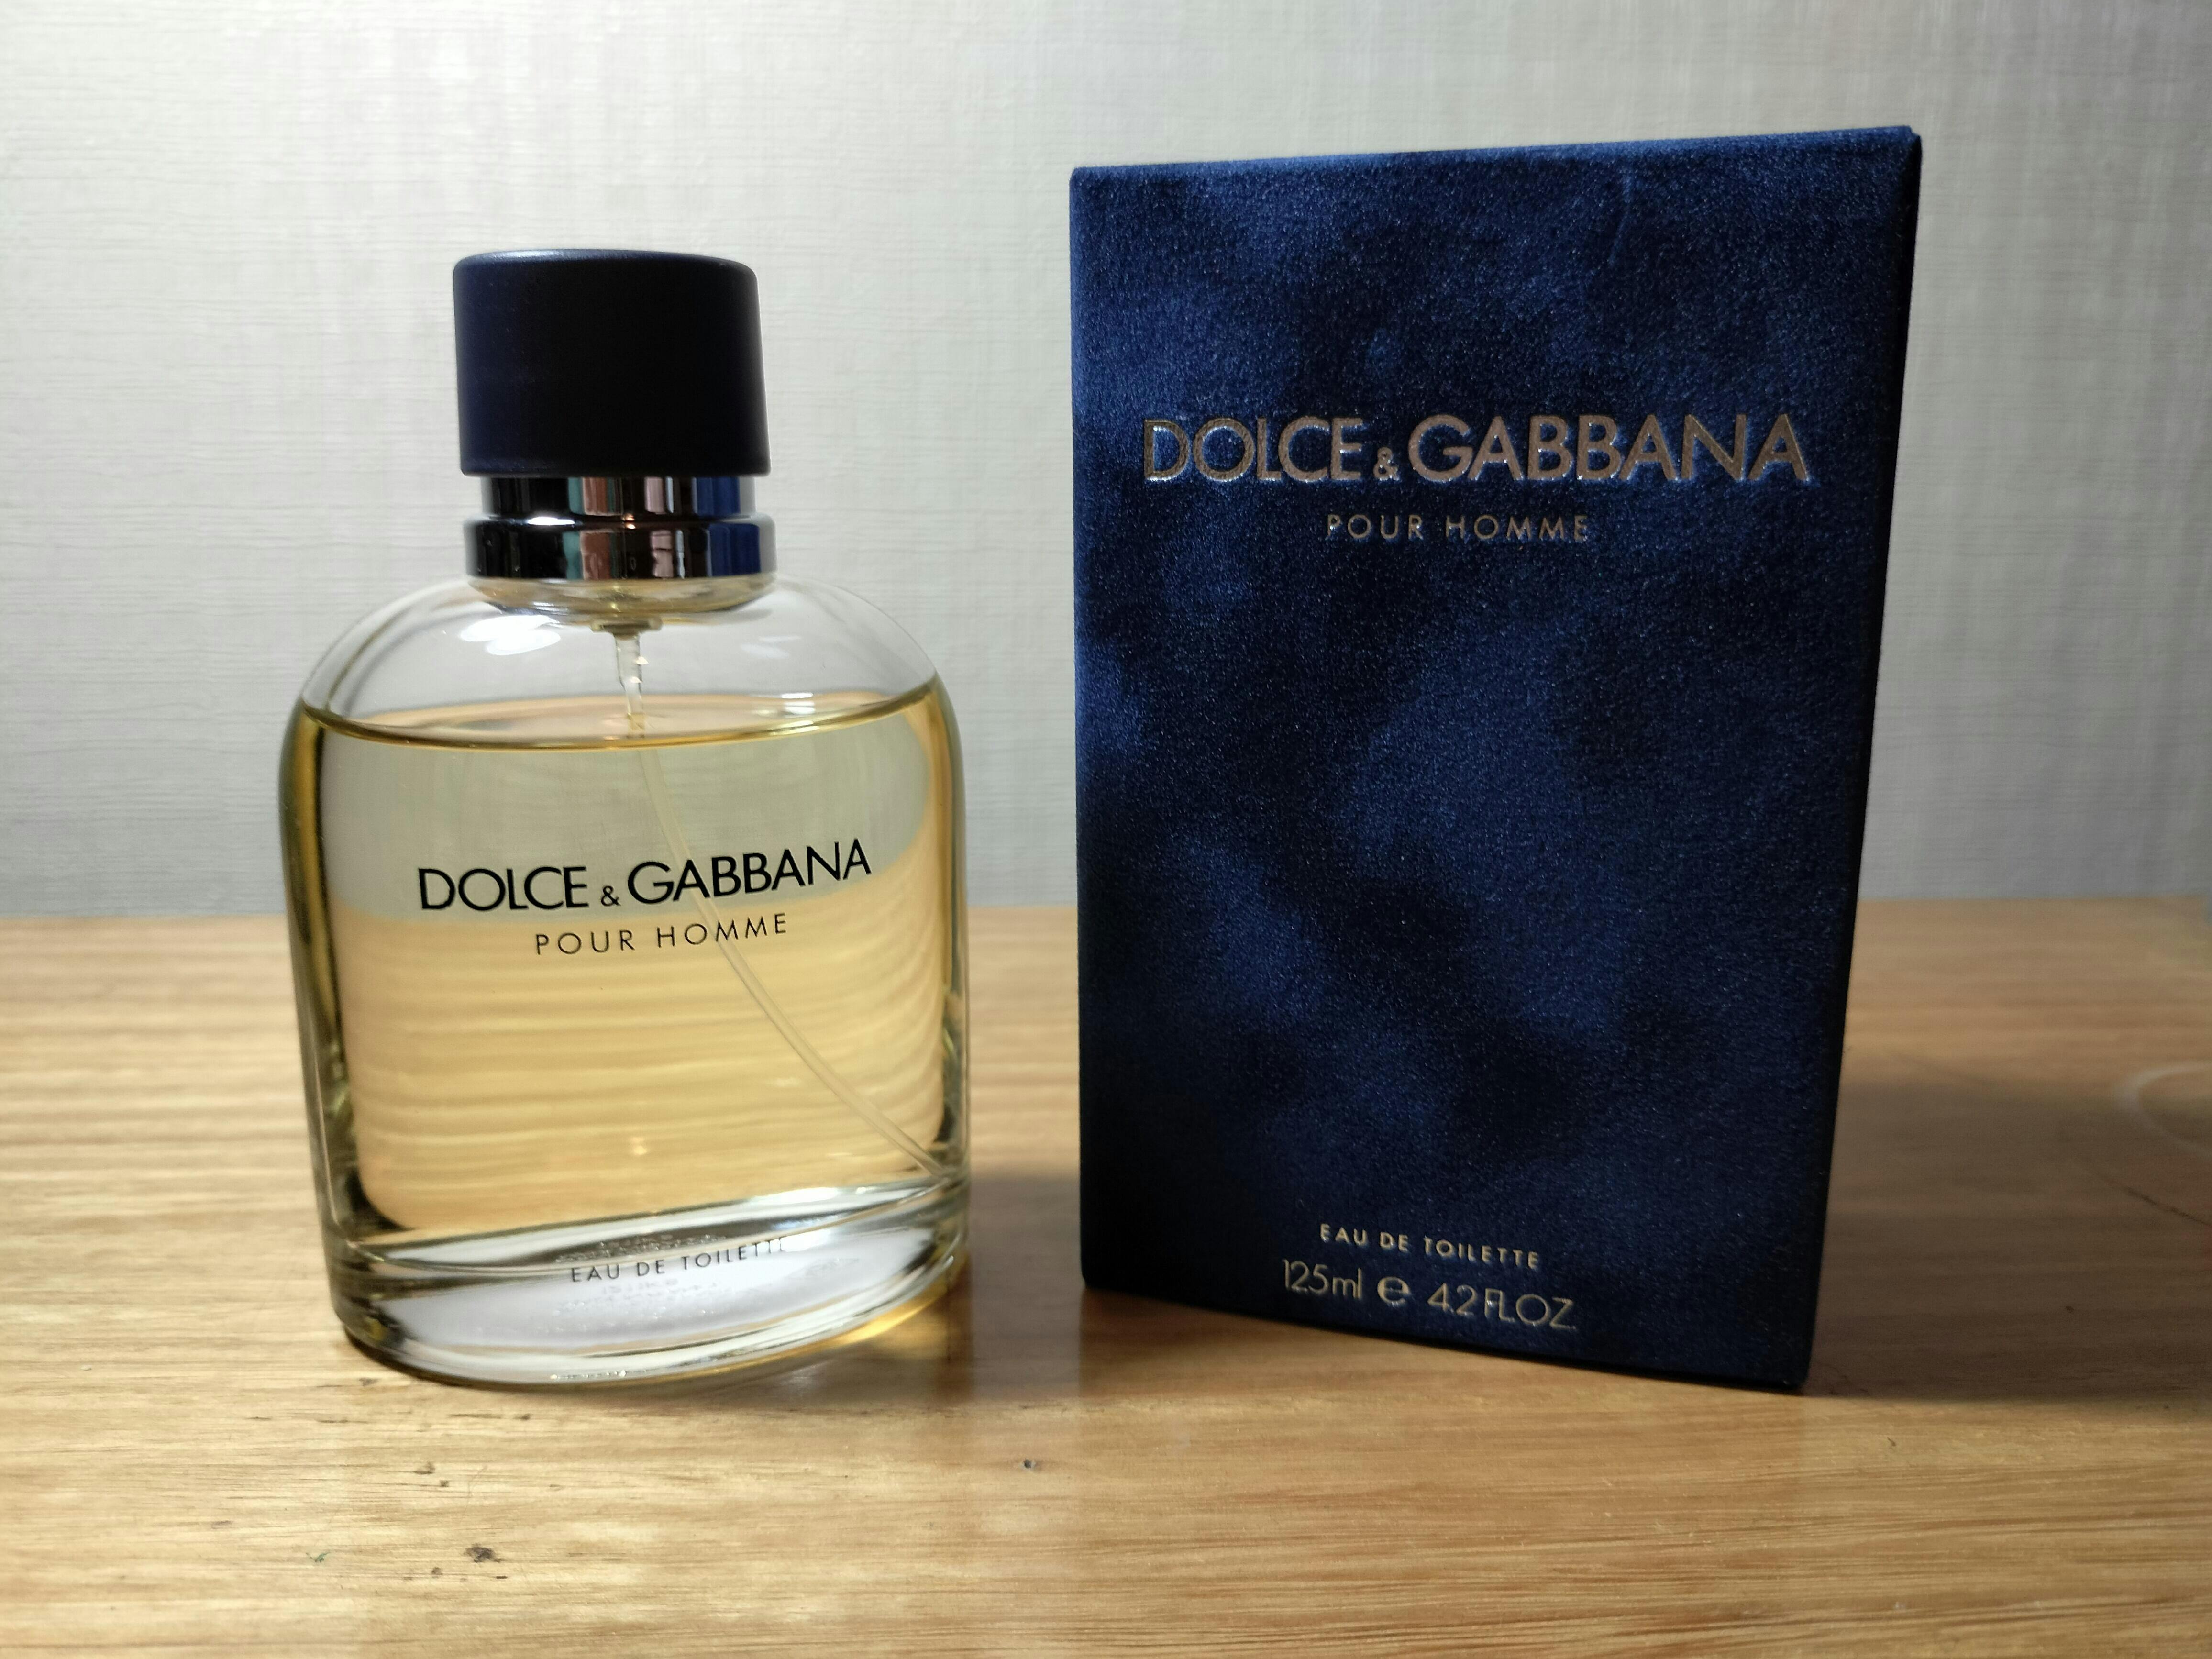 DOLCE & GABBANA
POUR HOMME
EAU DE TOILETTE
DOLCE & GABBANA
POUR HOMME
EAU DE TOILETTE
125ml ℮ 4.2 FL.OZ.